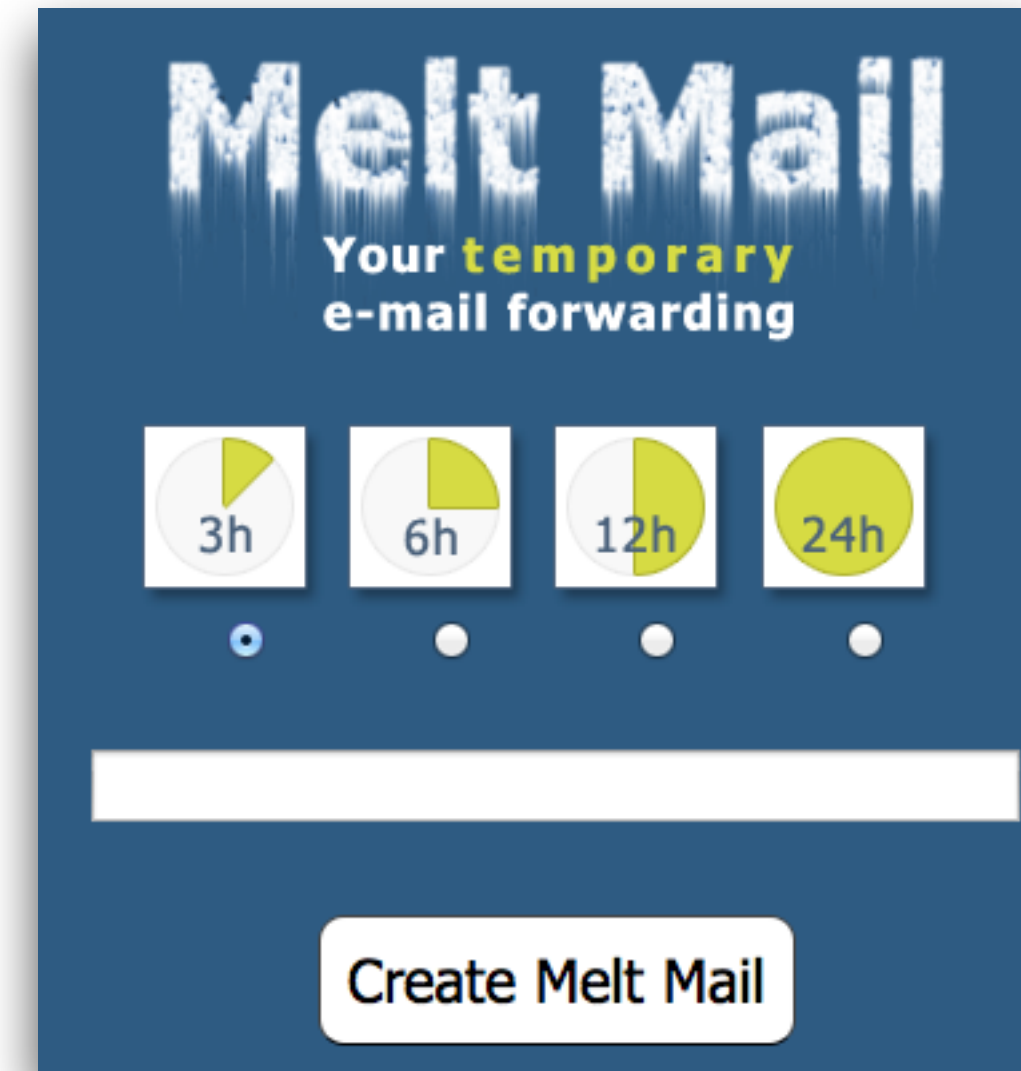 Melt Mail
Your temporary
e-mail forwarding
3h 6h 12h 24h
Create Melt Mail